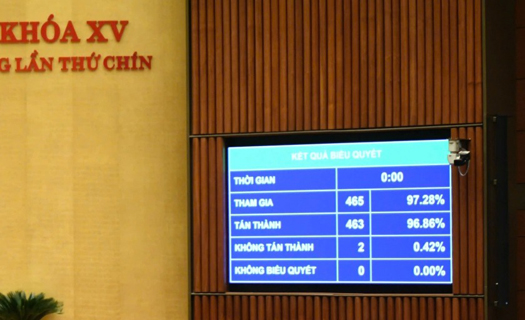 KHÓA XV
G LẦN THỨ CHÍN
KẾT QUẢ BIỂU QUYẾT
THỜI GIAN 0:00
THAM GIA 465 97.28%
TÁN THÀNH 463 96.86%
KHÔNG TÁN THÀNH 2 0.42%
KHÔNG BIỂU QUYẾT 0 0.00%